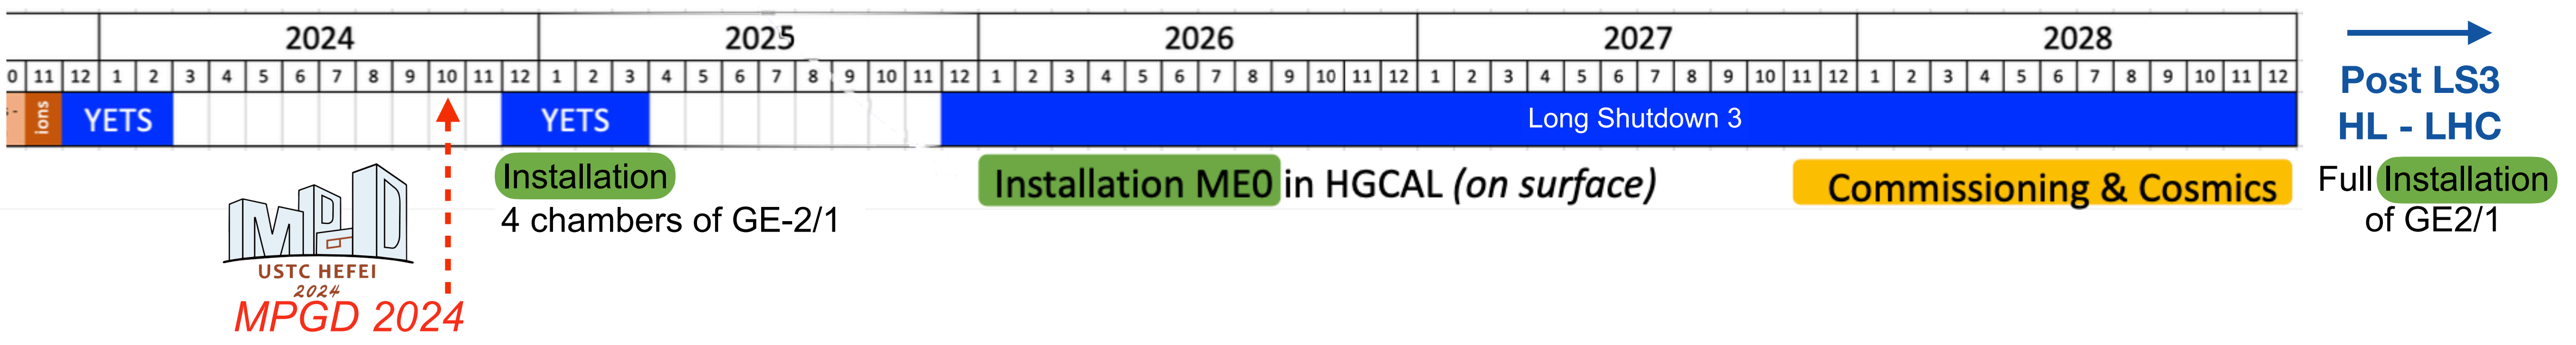 2024 2025 2026 2027 2028
0 11 12 1 2 3 4 5 6 7 8 9 10 11 12 1 2 3 4 5 6 7 8 9 10 11 12 1 2 3 4 5 6 7 8 9 10 11 12 1 2 3 4 5 6 7 8 9 10 11 12 1 2 3 4 5 6 7 8 9 10 11 12
ions YETS YETS Long Shutdown 3
Post LS3
HL - LHC
Installation
4 chambers of GE-2/1
Installation ME0 in HGCAL (on surface)
Commissioning & Cosmics
Full Installation
of GE2/1
MPGD
USTC HEFEI
2024
MPGD 2024